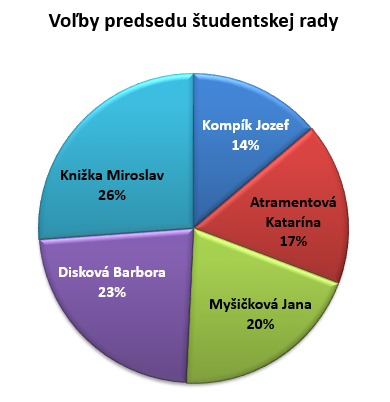 Voľby predsedu študentskej rady
Kompík Jozef
14%
Atramentová
Katarína
17%
Myšičková Jana
20%
Disková Barbora
23%
Knižka Miroslav
26%